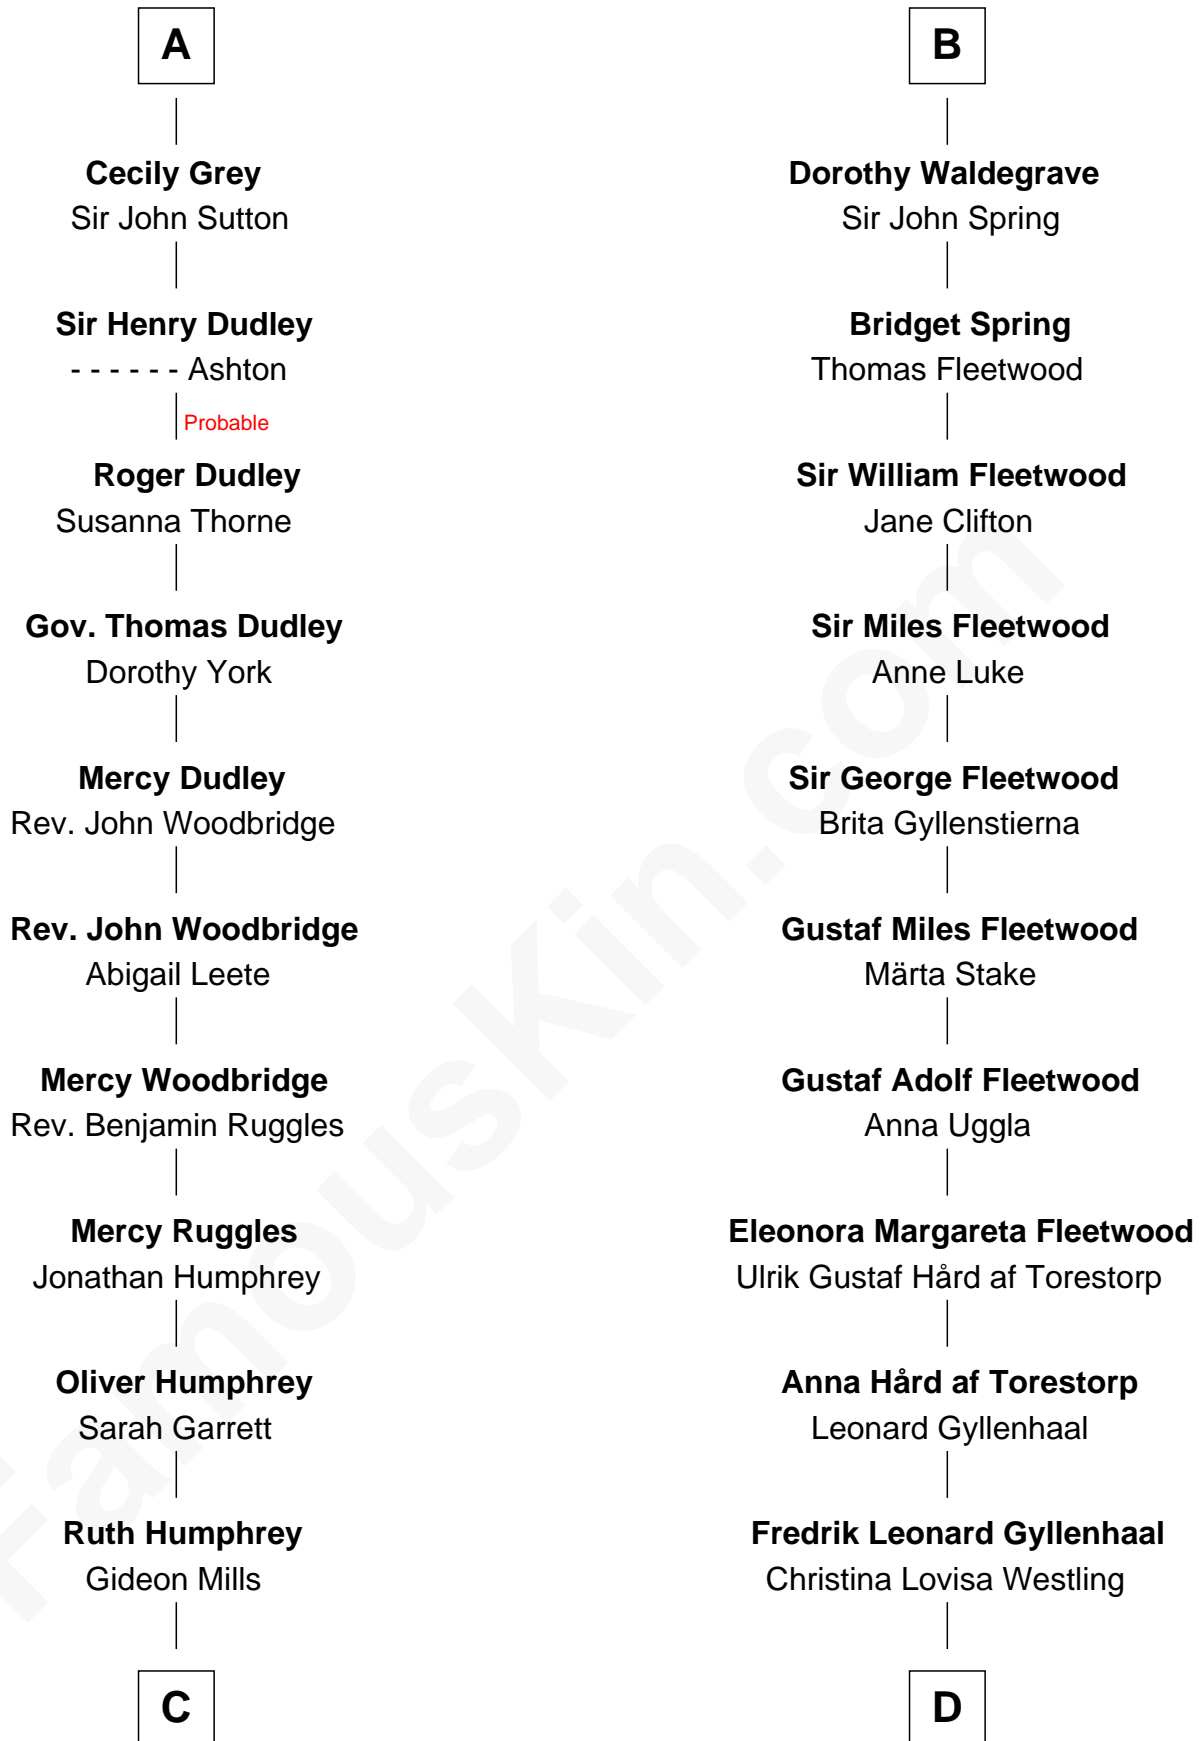 A
Cecily Grey
Sir John Sutton
Sir Henry Dudley
- - - - - - Ashton
Probable
Roger Dudley
Susanna Thorne
Gov. Thomas Dudley
Dorothy York
Mercy Dudley
Rev. John Woodbridge
Rev. John Woodbridge
Abigail Leete
Mercy Woodbridge
Rev. Benjamin Ruggles
Mercy Ruggles
Jonathan Humphrey
Oliver Humphrey
Sarah Garrett
Ruth Humphrey
Gideon Mills
C
B
Dorothy Waldegrave
Sir John Spring
Bridget Spring
Thomas Fleetwood
Sir William Fleetwood
Jane Clifton
Sir Miles Fleetwood
Anne Luke
Sir George Fleetwood
Brita Gyllenstierna
Gustaf Miles Fleetwood
Märta Stake
Gustaf Adolf Fleetwood
Anna Uggla
Eleonora Margareta Fleetwood
Ulrik Gustaf Hård af Torestorp
Anna Hård af Torestorp
Leonard Gyllenhaal
Fredrik Leonard Gyllenhaal
Christina Lovisa Westling
D
FamousKin.com